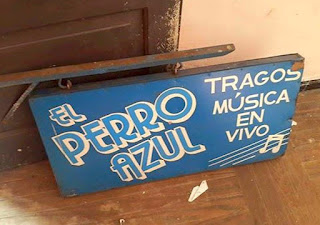 EL
PERRO
AZUL
TRAGOS
MÚSICA
EN
VIVO